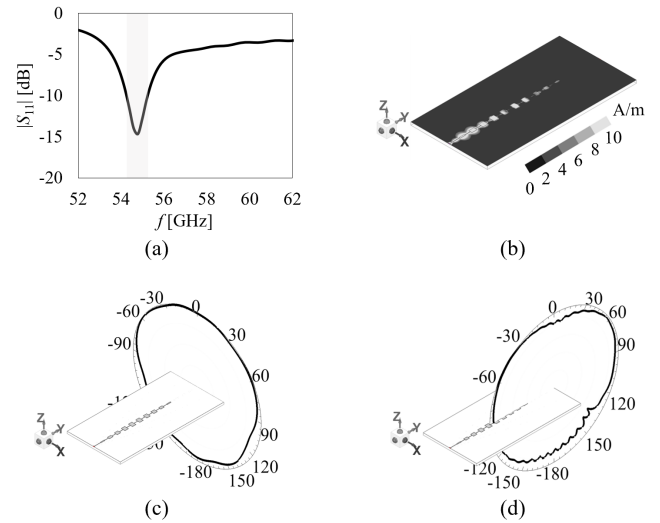 0
-5
-10
-15
-20
|S11| [dB]
52 54 56 58 60 62
f [GHz]
(a)
Z
Y
X
A/m
0 2 4 6 8 10
(b)
-30
0
-60
30
-90
60
90
120
-180
150
Z
Y
X
(c)
0
30
60
-30
90
-60
120
150
-120
-180
-150
Z
Y
X
(d)